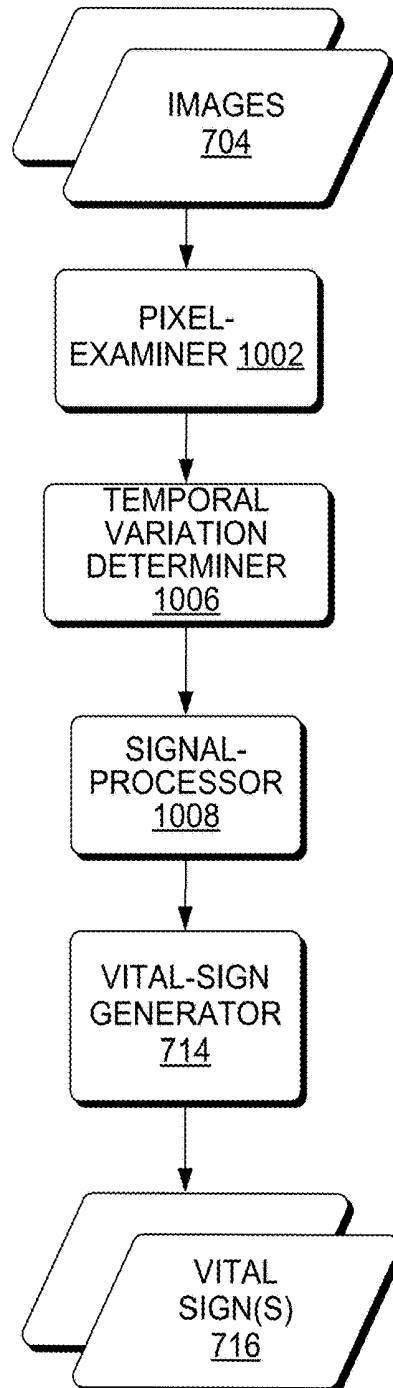 IMAGES
704
PIXEL-
EXAMINER 1002
TEMPORAL
VARIATION
DETERMINER
1006
SIGNAL-
PROCESSOR
1008
VITAL-SIGN
GENERATOR
714
VITAL
SIGN(S)
716